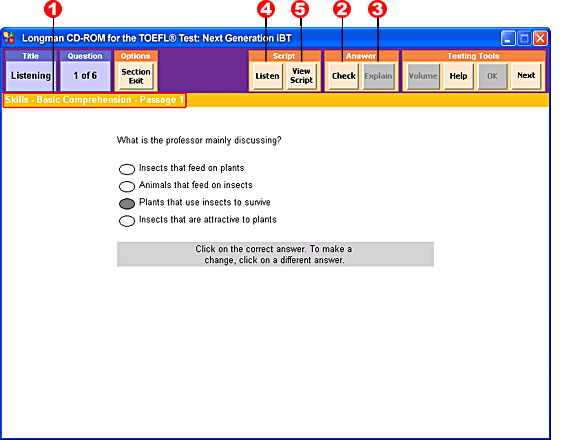 1 4 5 2 3
Longman CD-ROM for the TOEFL® Test: Next Generation iBT
Title Question Options Script Answer Testing Tools
Listening 1 of 6 Section Exit Listen View Script Check Explain Volume Help OK Next
Skills - Basic Comprehension - Passage 1
What is the professor mainly discussing?
Insects that feed on plants
Animals that feed on insects
Plants that use insects to survive
Insects that are attractive to plants
Click on the correct answer. To make a
change, click on a different answer.